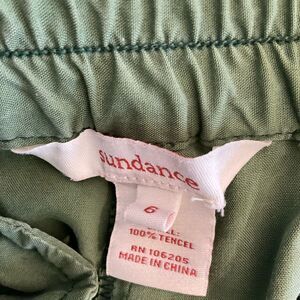 sundance
6
100% TENCEL
RN 106205
MADE IN CHINA